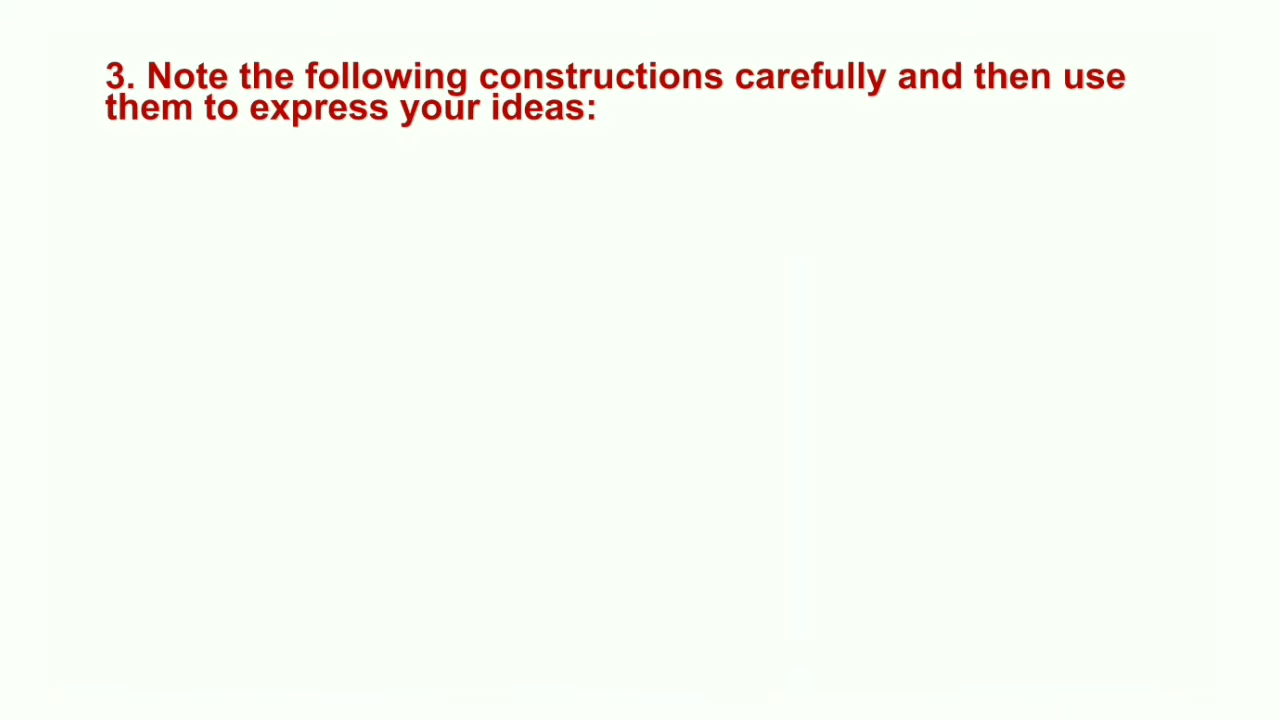 3. Note the following constructions carefully and then use
them to express your ideas: